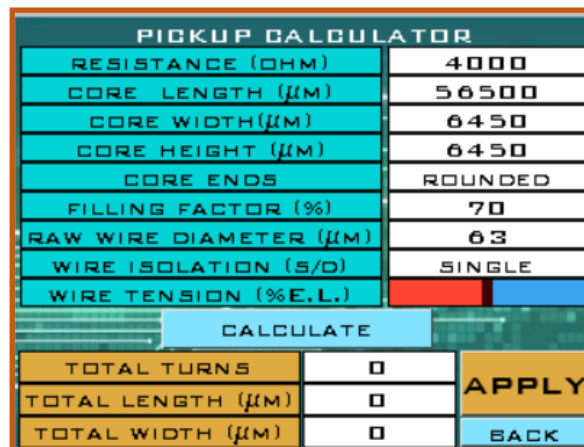 PICKUP CALCULATOR
RESISTANCE (OHM) 4000
CORE LENGTH (µM) 56500
CORE WIDTH(µM) 6450
CORE HEIGHT (µM) 6450
CORE ENDS ROUNDED
FILLING FACTOR (%) 70
RAW WIRE DIAMETER (µM) 63
WIRE ISOLATION (S/D) SINGLE
WIRE TENSION (%E.L.)
CALCULATE
TOTAL TURNS 0
TOTAL LENGTH (µM) 0
TOTAL WIDTH (µM) 0
APPLY
BACK